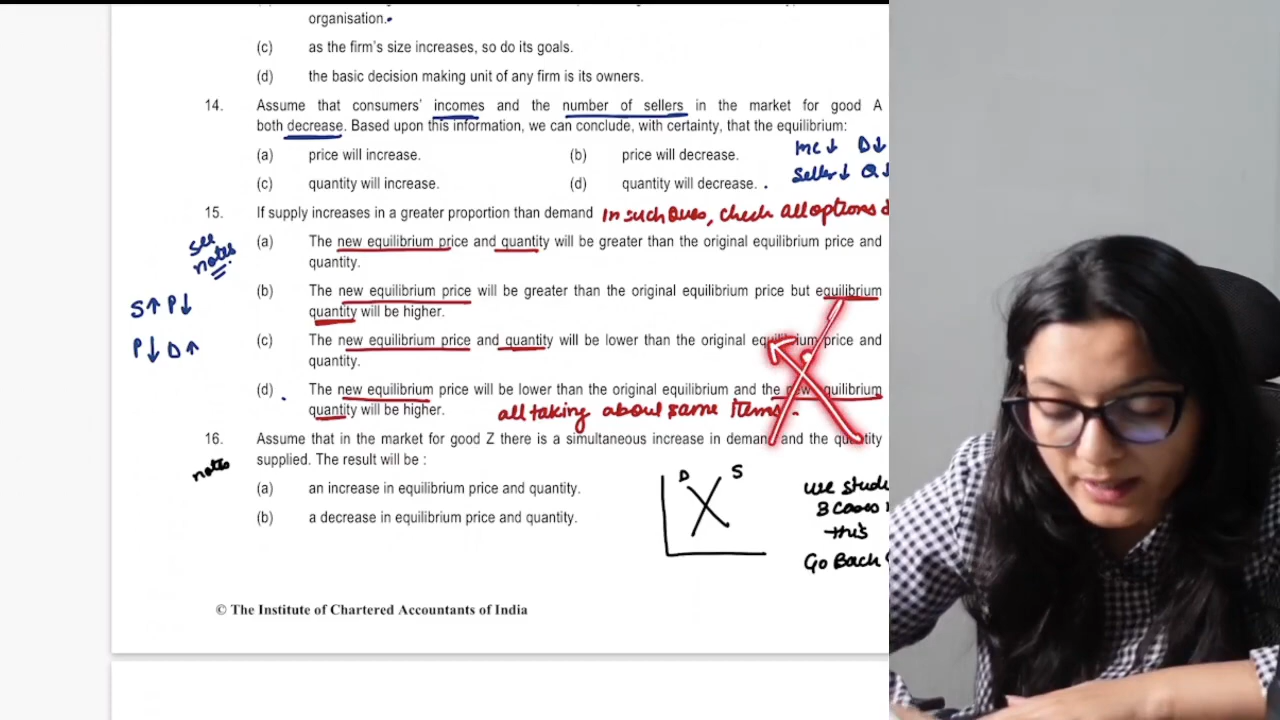 organisation.
(c) as the firm's size increases, so do its goals.
(d) the basic decision making unit of any firm is its owners.
14. Assume that consumers' incomes and the number of sellers in the market for good A
both decrease. Based upon this information, we can conclude, with certainty, that the equilibrium:
(a) price will increase. (b) price will decrease.
Inc↓ D↓
(c) quantity will increase. (d) quantity will decrease.
Seller↓ Q↓
15. If supply increases in a greater proportion than demand
In such Ques, check all options
see
notes
(a) The new equilibrium price and quantity will be greater than the original equilibrium price and
quantity.
S↑ P↓
P↓ D↑
(b) The new equilibrium price will be greater than the original equilibrium price but equilibrium
quantity will be higher.
(c) The new equilibrium price and quantity will be lower than the original equilibrium price and
quantity.
(d) The new equilibrium price will be lower than the original equilibrium and the new equilibrium
quantity will be higher.
all taking about same items.
16. Assume that in the market for good Z there is a simultaneous increase in demand and the quantity
supplied. The result will be :
notes
(a) an increase in equilibrium price and quantity.
(b) a decrease in equilibrium price and quantity.
D S
we
3 cases
this
Go Back
© The Institute of Chartered Accountants of India